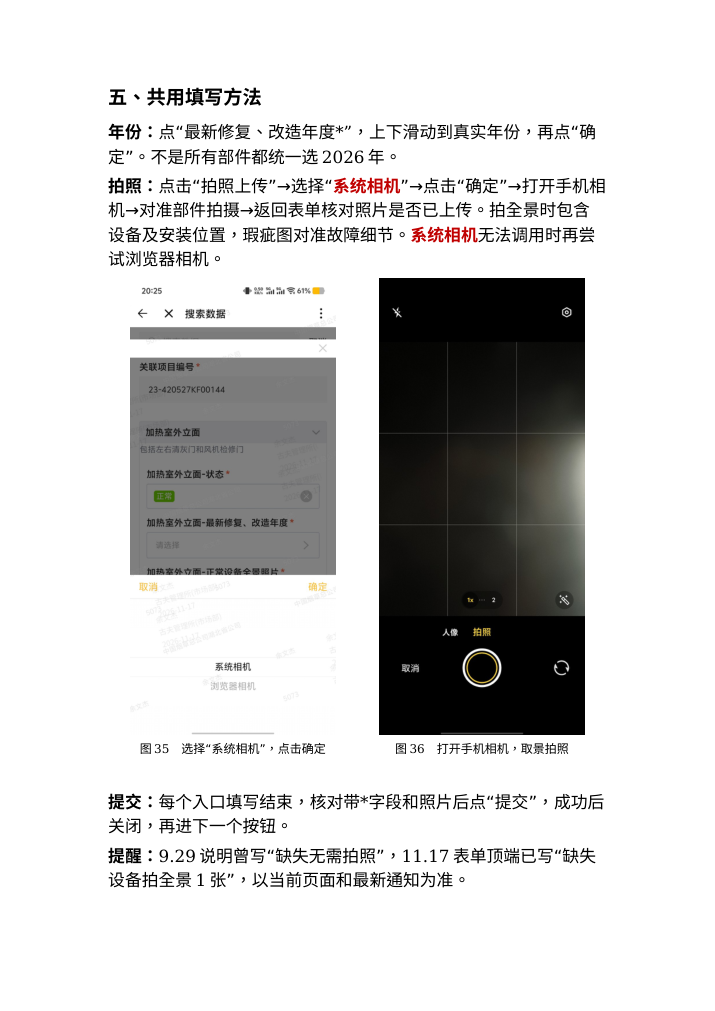 五、共用填写方法
年份：点“最新修复、改造年度*”，上下滑动到真实年份，再点“确
定”。不是所有部件都统一选 2026 年。
拍照：点击“拍照上传”→选择“系统相机”→点击“确定”→打开手机相
机→对准部件拍摄→返回表单核对照片是否已上传。拍全景时包含
设备及安装位置，瑕疵图对准故障细节。系统相机无法调用时再尝
试浏览器相机。
20:25
61%
搜索数据
关联项目编号*
23-420527KF00144
加热室外立面
包括左右清灰门和风机检修门
加热室外立面-状态*
正常
加热室外立面-最新修复、改造年度*
请选择
加热室外立面-正常设备全景照片*
取消 确定
系统相机
浏览器相机
1x 2
人像 拍照
取消
图 35 选择“系统相机”，点击确定
图 36 打开手机相机，取景拍照
提交：每个入口填写结束，核对带*字段和照片后点“提交”，成功后
关闭，再进下一个按钮。
提醒：9.29 说明曾写“缺失无需拍照”，11.17 表单顶端已写“缺失
设备拍全景 1 张”，以当前页面和最新通知为准。